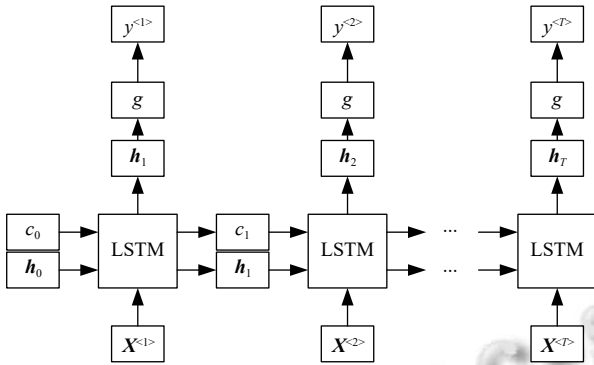 y<1> y<2> y<T>
g g g
h1 h2 hT
c0 c1
LSTM LSTM ... LSTM
h0 h1 ...
X<1> X<2> X<T>